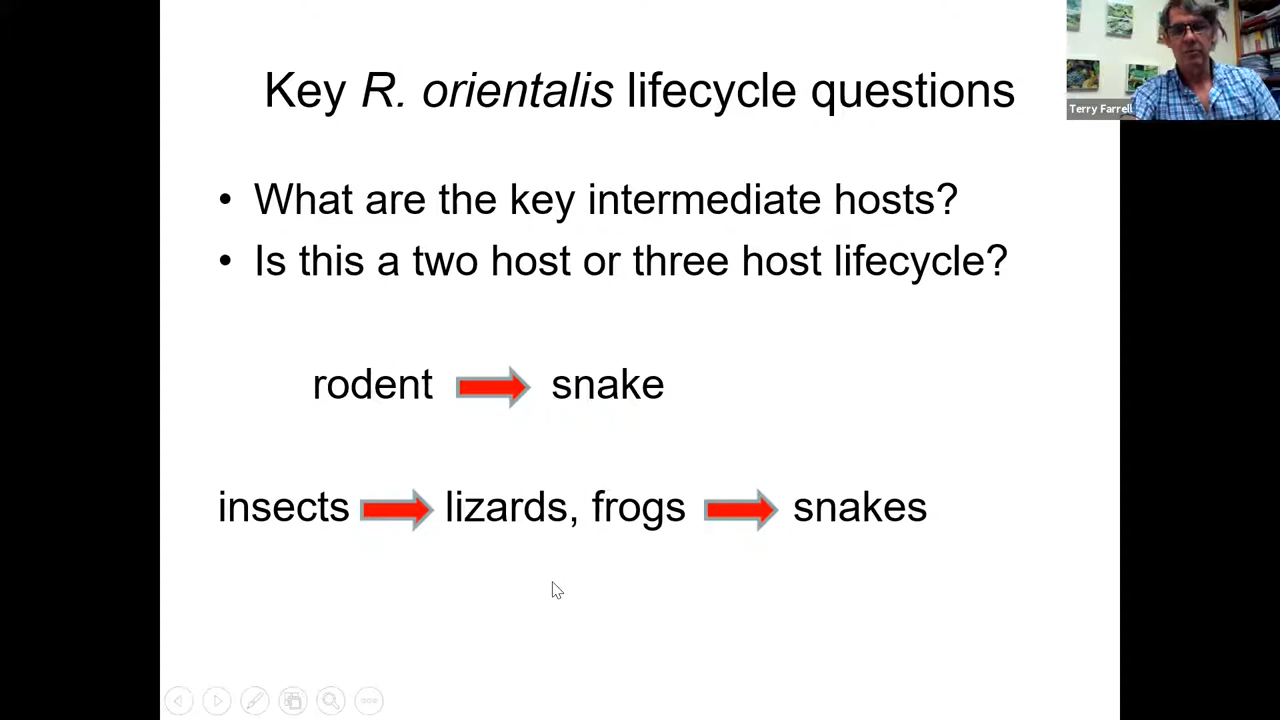 Key R. orientalis lifecycle questions
Terry Farrell
• What are the key intermediate hosts?
• Is this a two host or three host lifecycle?
rodent snake
insects lizards, frogs snakes